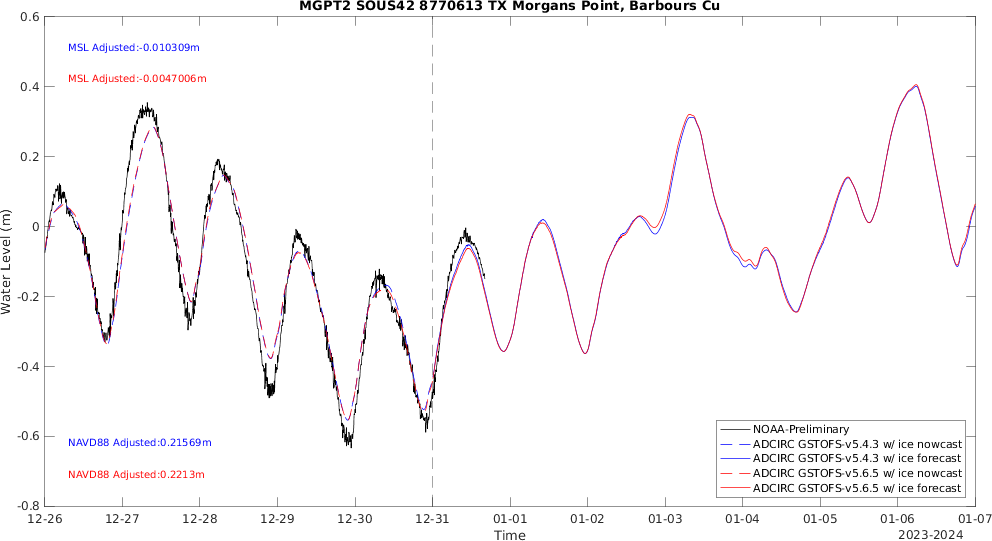 MGPT2 SOUS42 8770613 TX Morgans Point, Barbours Cu
MSL Adjusted:-0.010309m
MSL Adjusted:-0.0047006m
NAVD88 Adjusted:0.21569m
NAVD88 Adjusted:0.2213m
Water Level (m)
0.6
0.4
0.2
0
-0.2
-0.4
-0.6
-0.8
NOAA-Preliminary
ADCIRC GSTOFS-v5.4.3 w/ ice nowcast
ADCIRC GSTOFS-v5.4.3 w/ ice forecast
ADCIRC GSTOFS-v5.6.5 w/ ice nowcast
ADCIRC GSTOFS-v5.6.5 w/ ice forecast
12-26 12-27 12-28 12-29 12-30 12-31 01-01 01-02 01-03 01-04 01-05 01-06 01-07
Time
2023-2024